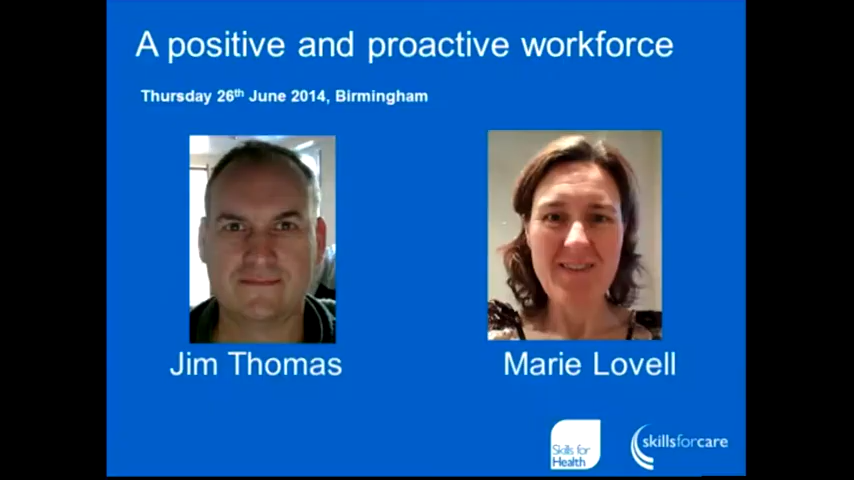 A positive and proactive workforce
Thursday 26th June 2014, Birmingham
Jim Thomas
Marie Lovell
Skills for
Health
skillsforcare